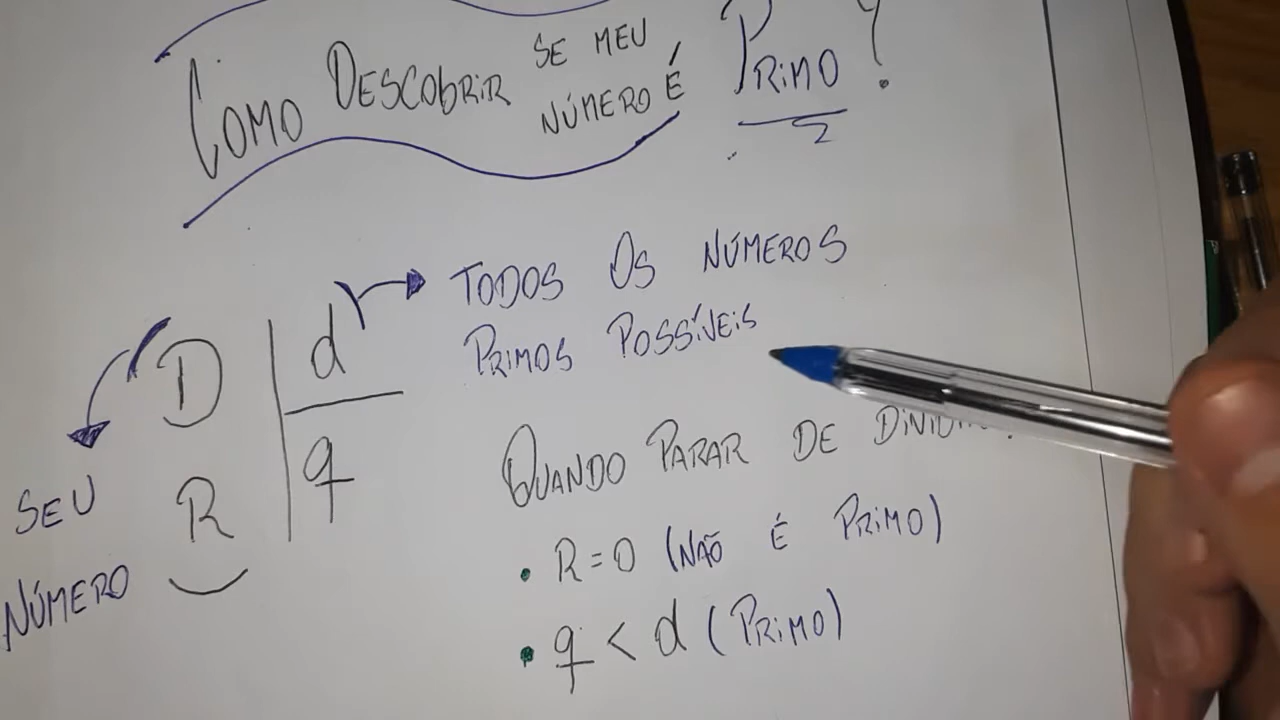 COMO DESCOBRIR SE MEU
NÚMERO É PRIMO?
D d
q
R
SEU
NÚMERO
TODOS OS NÚMEROS
PRIMOS POSSÍVEIS
QUANDO PARAR DE
• R=0 (NÃO É PRIMO)
• q < d (PRIMO)